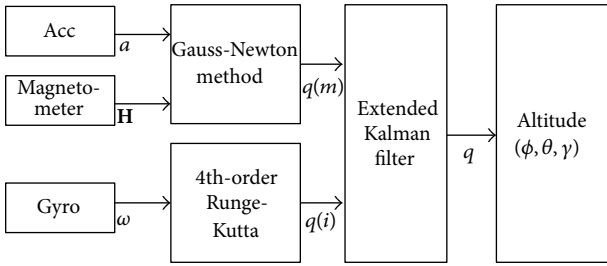 Acc
a
Magneto-
meter
H
Gauss-Newton
method
q(m)
Gyro
ω
4th-order
Runge-
Kutta
q(i)
Extended
Kalman
filter
q
Altitude
(ϕ, θ, γ)